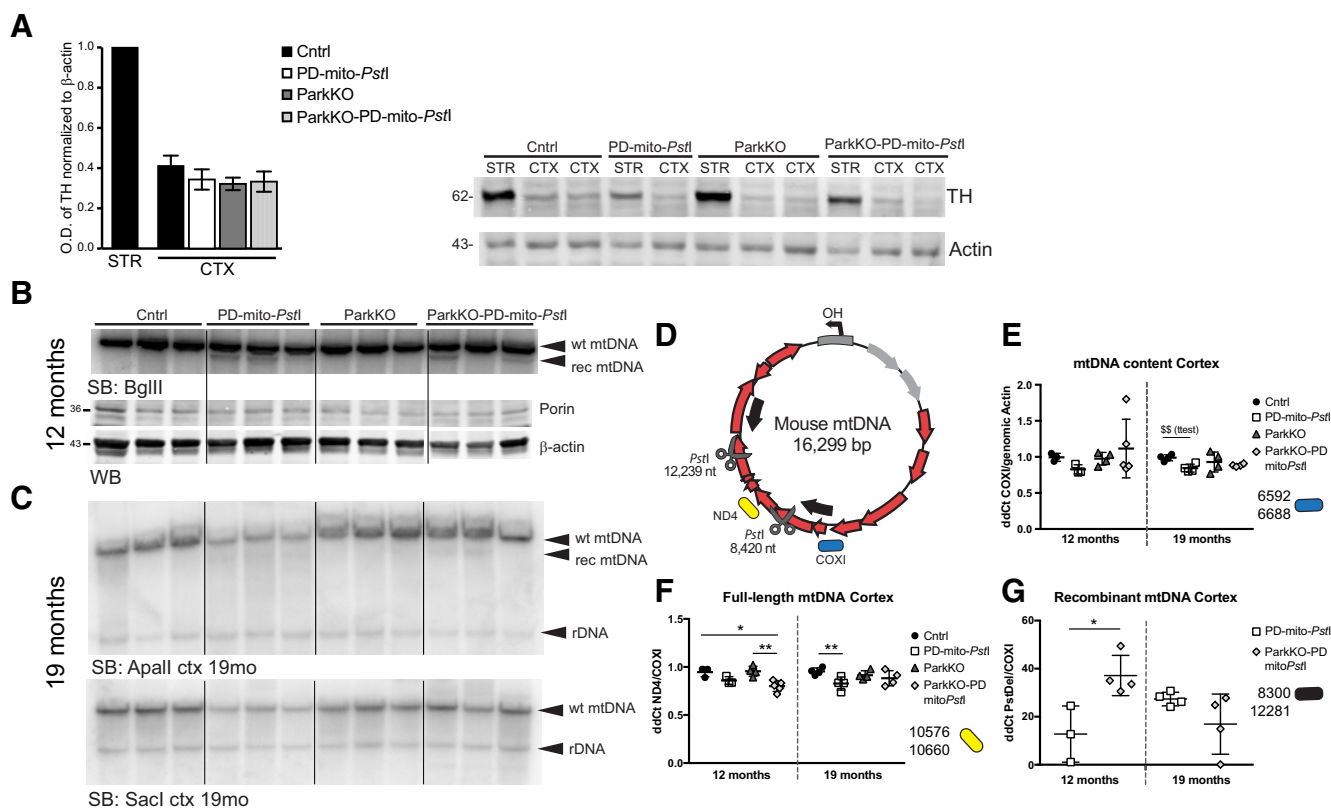 A
O.D. of TH normalized to β-actin
1.0
0.8
0.6
0.4
0.2
0.0
STR
CTX
Cntrl
PD-mito-PstI
ParkKO
ParkKO-PD-mito-PstI
Cntrl PD-mito-PstI ParkKO ParkKO-PD-mito-PstI
STR CTX CTX STR CTX STR CTX CTX STR CTX CTX
62-
TH
43-
Actin
B
12 months
Cntrl PD-mito-PstI ParkKO ParkKO-PD-mito-PstI
wt mtDNA
rec mtDNA
SB: BglII
36
Porin
43
β-actin
WB
C
19 months
wt mtDNA
rec mtDNA
rDNA
SB: ApalI ctx 19mo
wt mtDNA
rDNA
SB: SacI ctx 19mo
D
OH
Mouse mtDNA
16,299 bp
PstI
12,239 nt
ND4
PstI
8,420 nt
COXI
E
mtDNA content Cortex
ddCt COXI/genomic Actin
2.0
1.5
1.0
0.5
0.0
$$ (ttest)
12 months
19 months
Cntrl
PD-mito-PstI
ParkKO
ParkKO-PD
mitoPstI
6592
6688
F
Full-length mtDNA Cortex
ddCt ND4/COXI
1.5
1.0
0.5
0.0
*
**
**
12 months
19 months
Cntrl
PD-mito-PstI
ParkKO
ParkKO-PD
mitoPstI
10576
10660
G
Recombinant mtDNA Cortex
ddCt PstDel/COXI
60
40
20
0
*
12 months
19 months
PD-mito-PstI
ParkKO-PD
mitoPstI
8300
12281